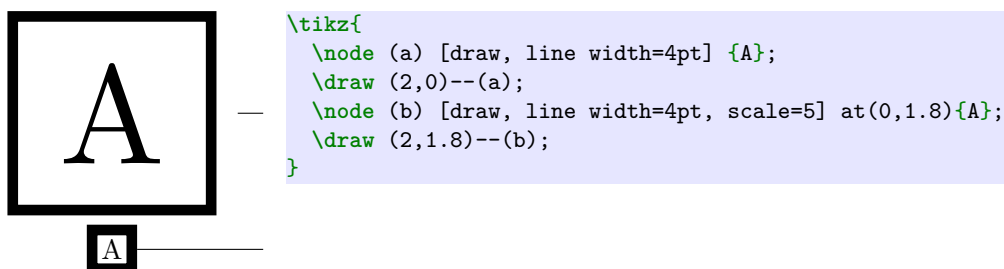 A
\tikz{
  \node (a) [draw, line width=4pt] {A};
  \draw (2,0)--(a);
  \node (b) [draw, line width=4pt, scale=5] at(0,1.8){A};
  \draw (2,1.8)--(b);
}
A